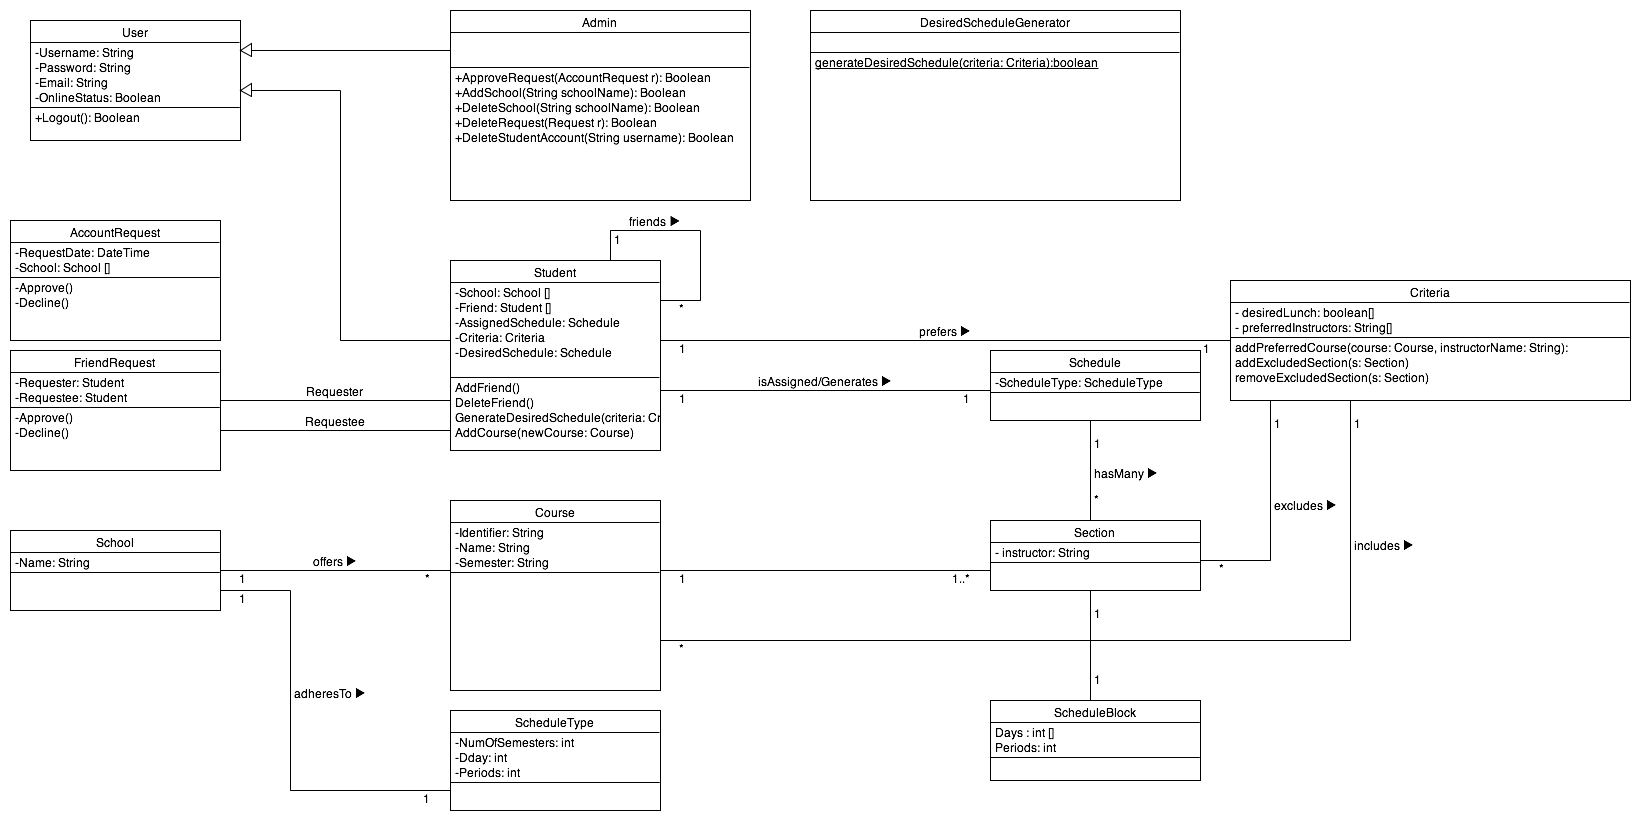 User
-Username: String
-Password: String
-Email: String
-OnlineStatus: Boolean
+Logout(): Boolean
Admin
+ApproveRequest(AccountRequest r): Boolean
+AddSchool(String schoolName): Boolean
+DeleteSchool(String schoolName): Boolean
+DeleteRequest(Request r): Boolean
+DeleteStudentAccount(String username): Boolean
DesiredScheduleGenerator
generateDesiredSchedule(criteria: Criteria):boolean
AccountRequest
-RequestDate: DateTime
-School: School []
-Approve()
-Decline()
friends ▶
1
*
Student
-School: School []
-Friend: Student []
-AssignedSchedule: Schedule
-Criteria: Criteria
-DesiredSchedule: Schedule
AddFriend()
DeleteFriend()
GenerateDesiredSchedule(criteria: Cr
AddCourse(newCourse: Course)
prefers ▶
1
1
Criteria
- desiredLunch: boolean[]
- preferredInstructors: String[]
addPreferredCourse(course: Course, instructorName: String):
addExcludedSection(s: Section)
removeExcludedSection(s: Section)
FriendRequest
-Requester: Student
-Requestee: Student
-Approve()
-Decline()
Requester
Requestee
isAssigned/Generates ▶
1
1
Schedule
-ScheduleType: ScheduleType
1
hasMany ▶
*
1
excludes ▶
*
1
includes ▶
*
School
-Name: String
offers ▶
1
*
1
adheresTo ▶
1
Course
-Identifier: String
-Name: String
-Semester: String
1
1..*
Section
- instructor: String
1
1
ScheduleType
-NumOfSemesters: int
-Dday: int
-Periods: int
ScheduleBlock
Days : int []
Periods: int